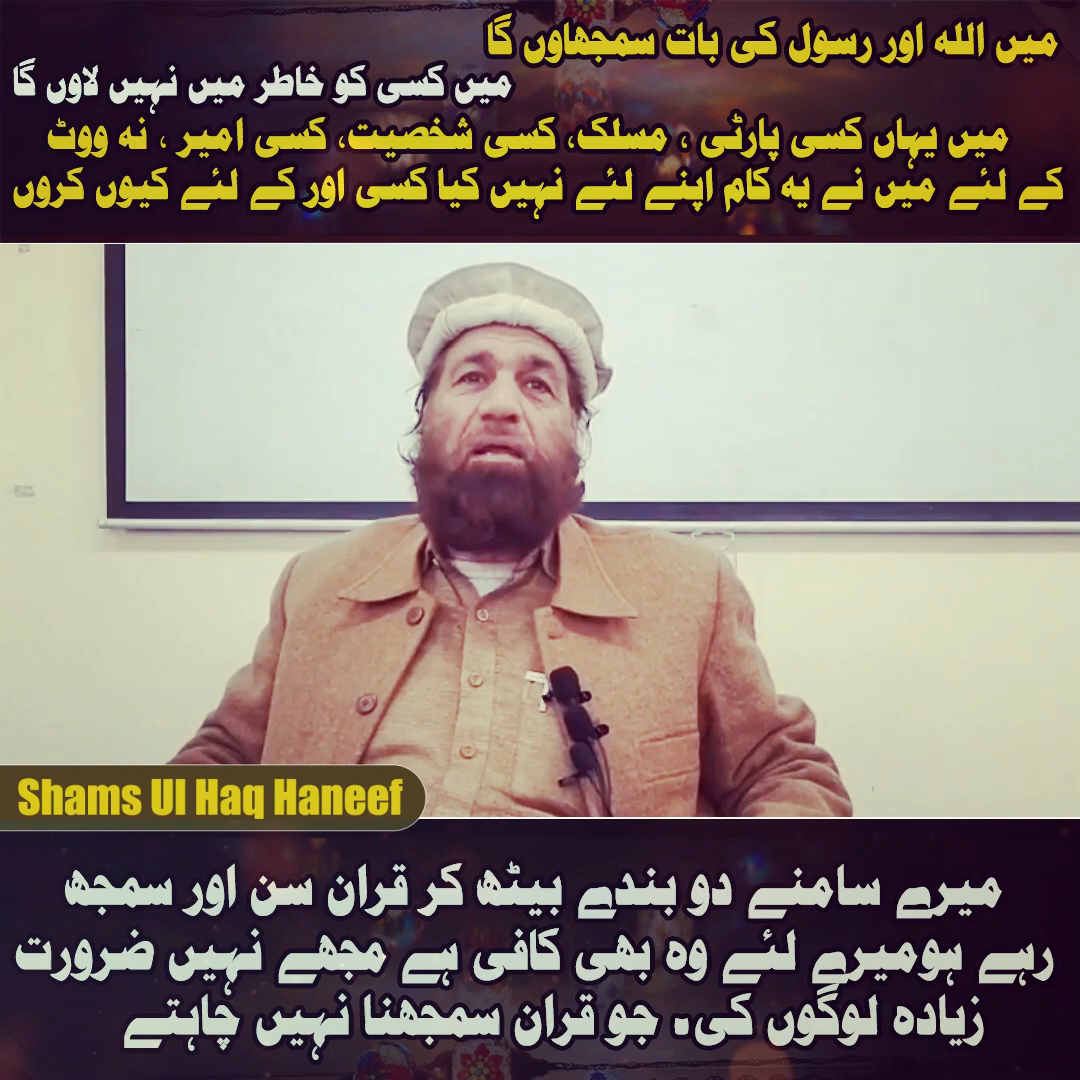 میں اللہ اور رسول کی بات سمجھاوں گا
میں کسی کو خاطر میں نہیں لاوں گا
میں یہاں کسی پارٹی ، مسلک، کسی شخصیت، کسی امیر ، نہ ووٹ
کے لئے میں نے یہ کام اپنے لئے نہیں کیا کسی اور کے لئے کیوں کروں
Shams Ul Haq Haneef
میرے سامنے دو بندے بیٹھ کر قران سن اور سمجھ
رہے ہومیرے لئے وہ بھی کافی ہے مجھے نہیں ضرورت
زیادہ لوگوں کی۔ جو قران سمجھنا نہیں چاہتے